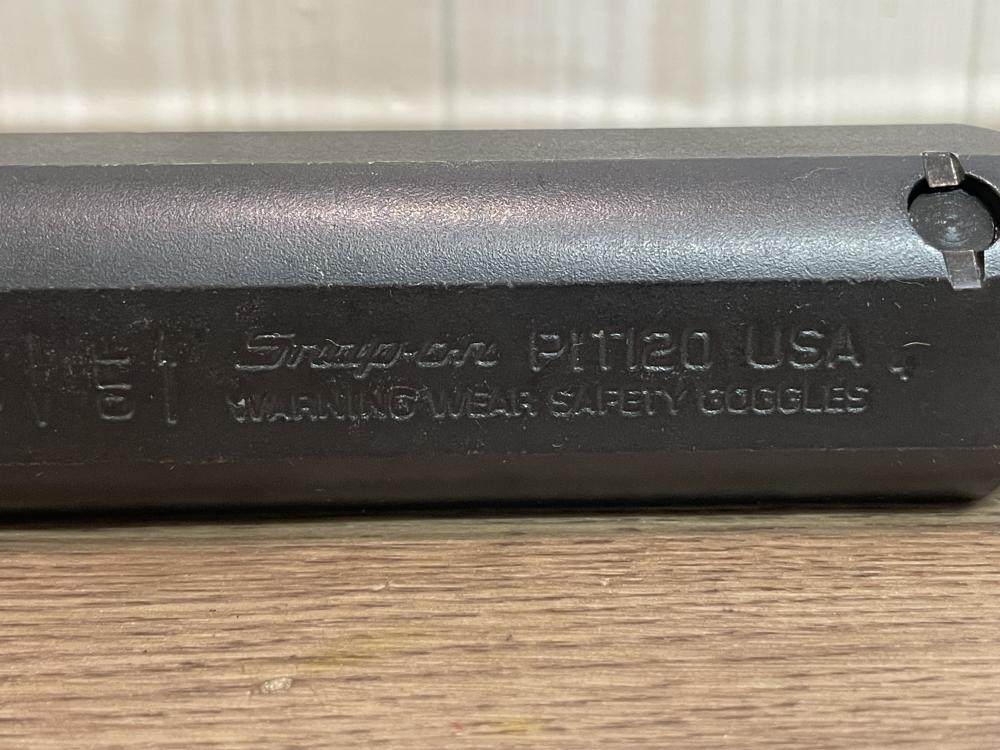 Snap-on PIT120 USA
WARNING WEAR SAFETY GOGGLES